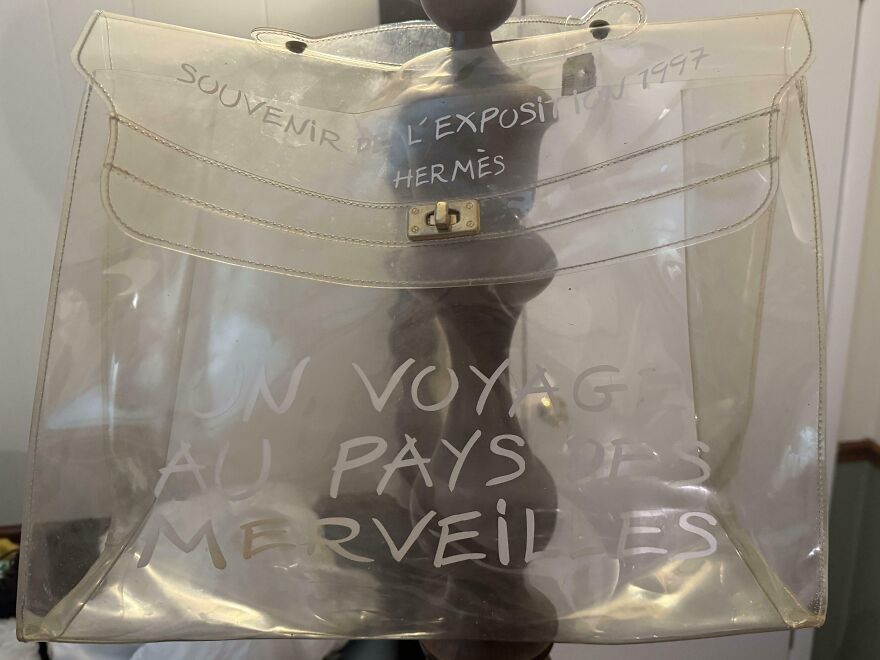 SOUVENIR DE L'EXPOSITION 1997
HERMÈS
UN VOYAGE
AU PAYS DES
MERVEILLES